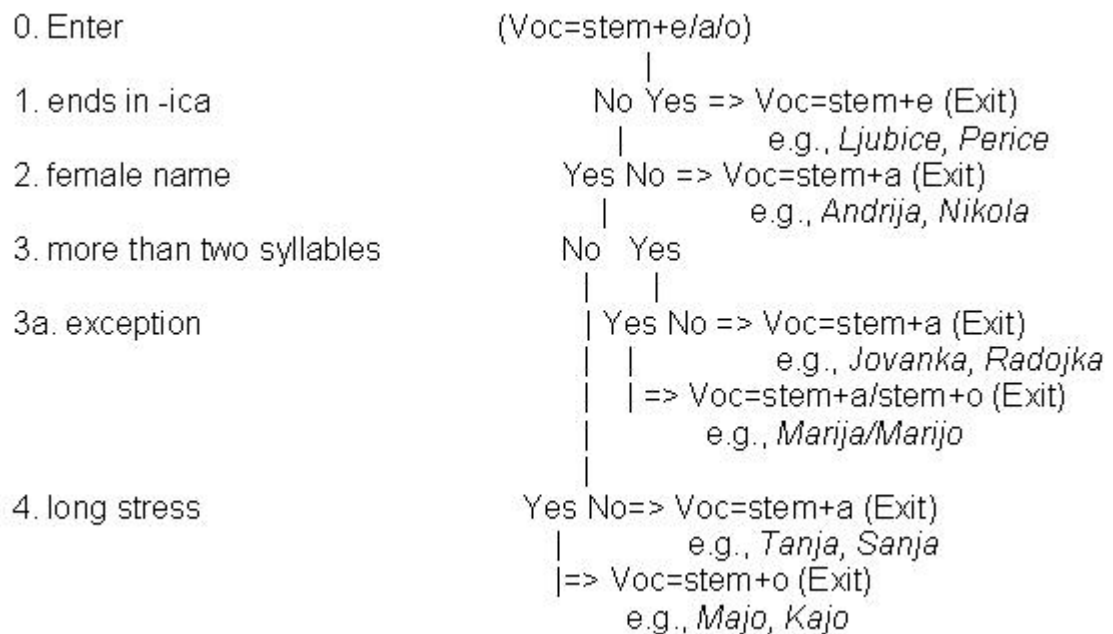 0. Enter (Voc=stem+e/a/o)
|
1. ends in -ica No Yes => Voc=stem+e (Exit)
| e.g., Ljubice, Perice
2. female name Yes No => Voc=stem+a (Exit)
| e.g., Andrija, Nikola
3. more than two syllables No Yes
| |
3a. exception | Yes No => Voc=stem+a (Exit)
| | e.g., Jovanka, Radojka
| | => Voc=stem+a/stem+o (Exit)
| e.g., Marija/Marijo
|
4. long stress Yes No=> Voc=stem+a (Exit)
| e.g., Tanja, Sanja
|=> Voc=stem+o (Exit)
e.g., Majo, Kajo